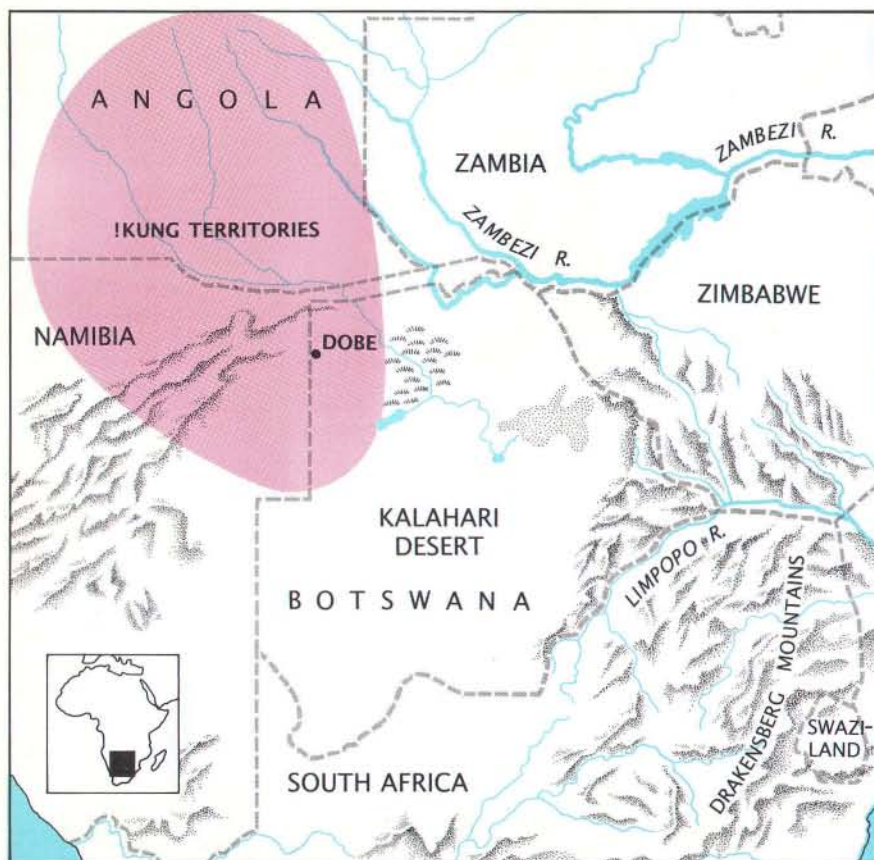 ANGOLA
ZAMBIA
ZAMBEZI R.
!KUNG TERRITORIES
ZAMBEZI R.
ZIMBABWE
NAMIBIA
DOBE
KALAHARI
DESERT
BOTSWANA
LIMPOPO R.
DRAKENSBERG MOUNTAINS
SWAZI-
LAND
SOUTH AFRICA